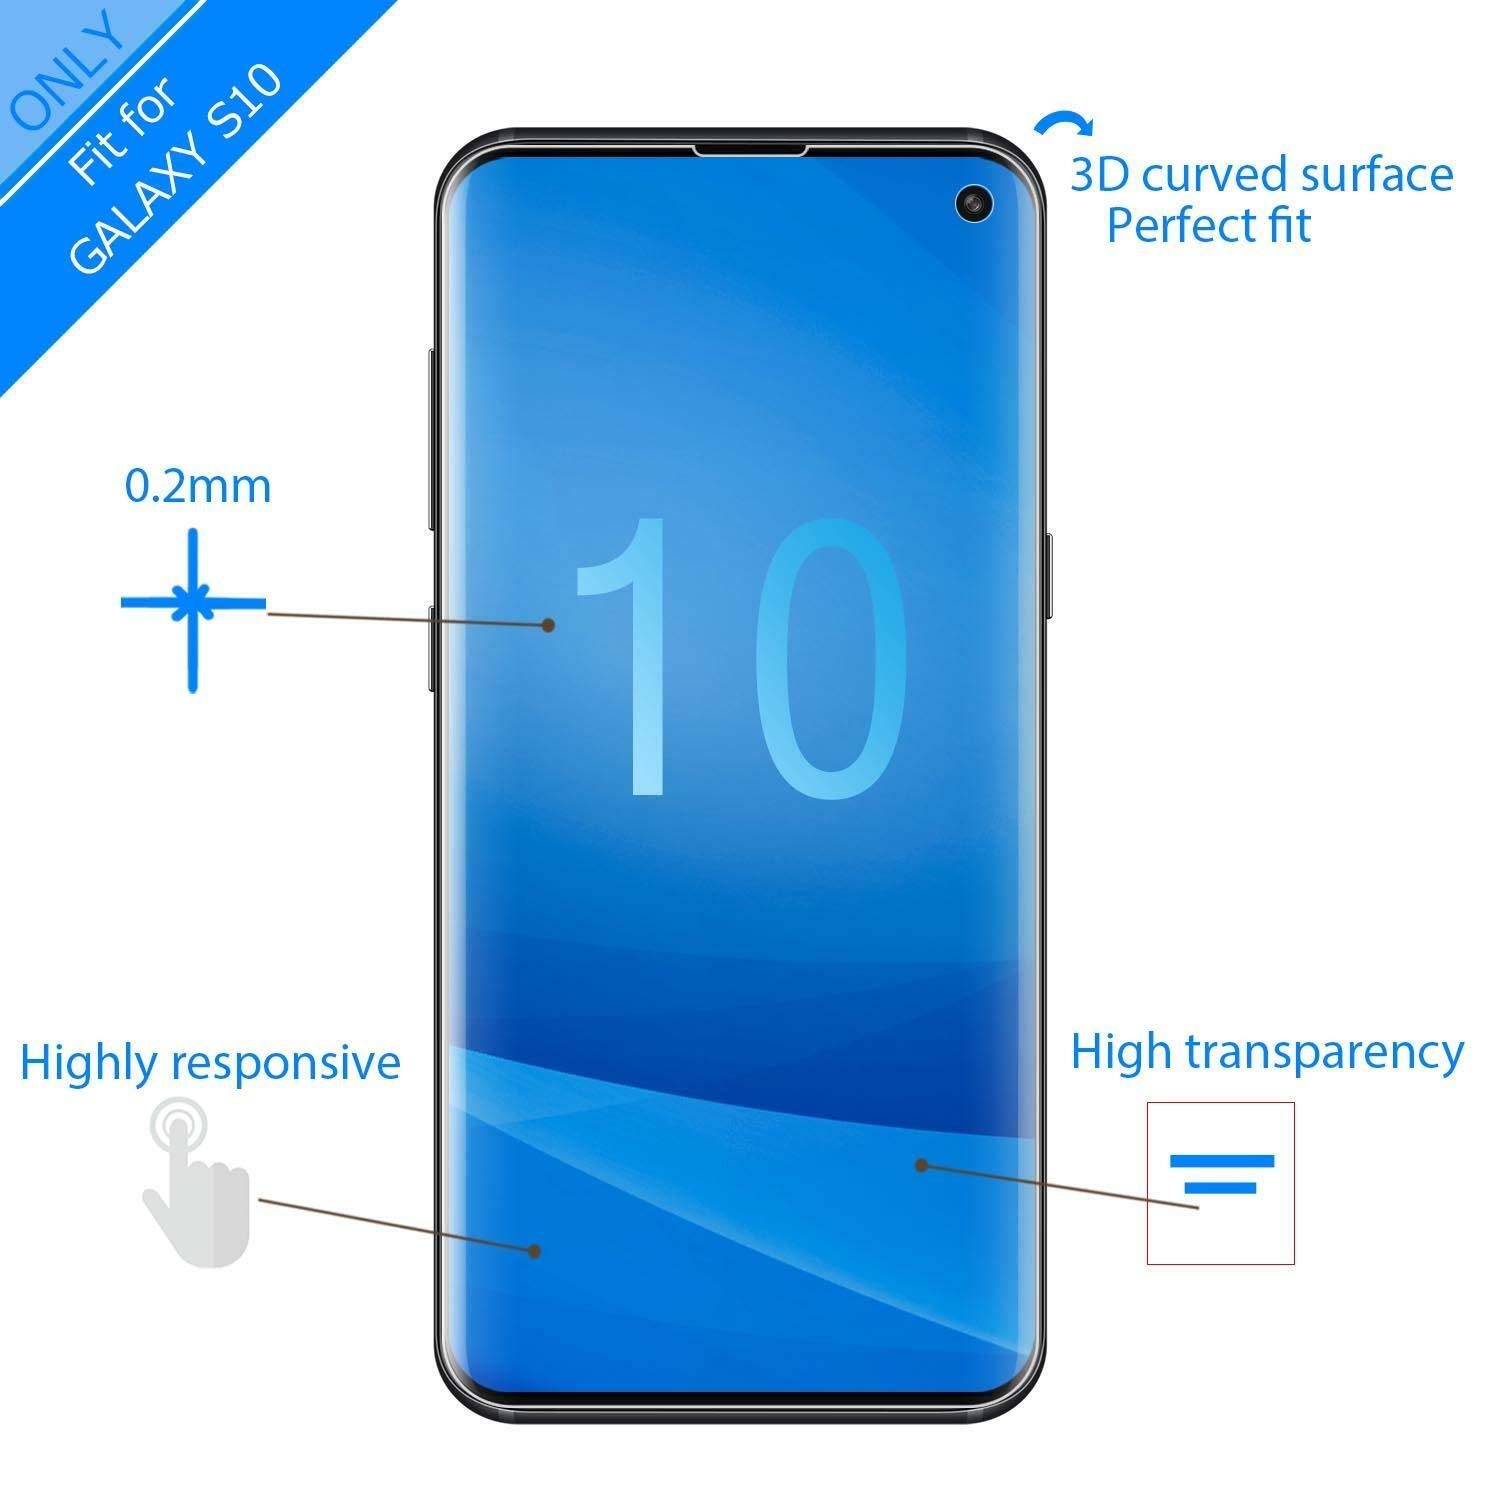 ONLY
Fit for
GALAXY S10
3D curved surface
Perfect fit
0.2mm
10
Highly responsive
High transparency